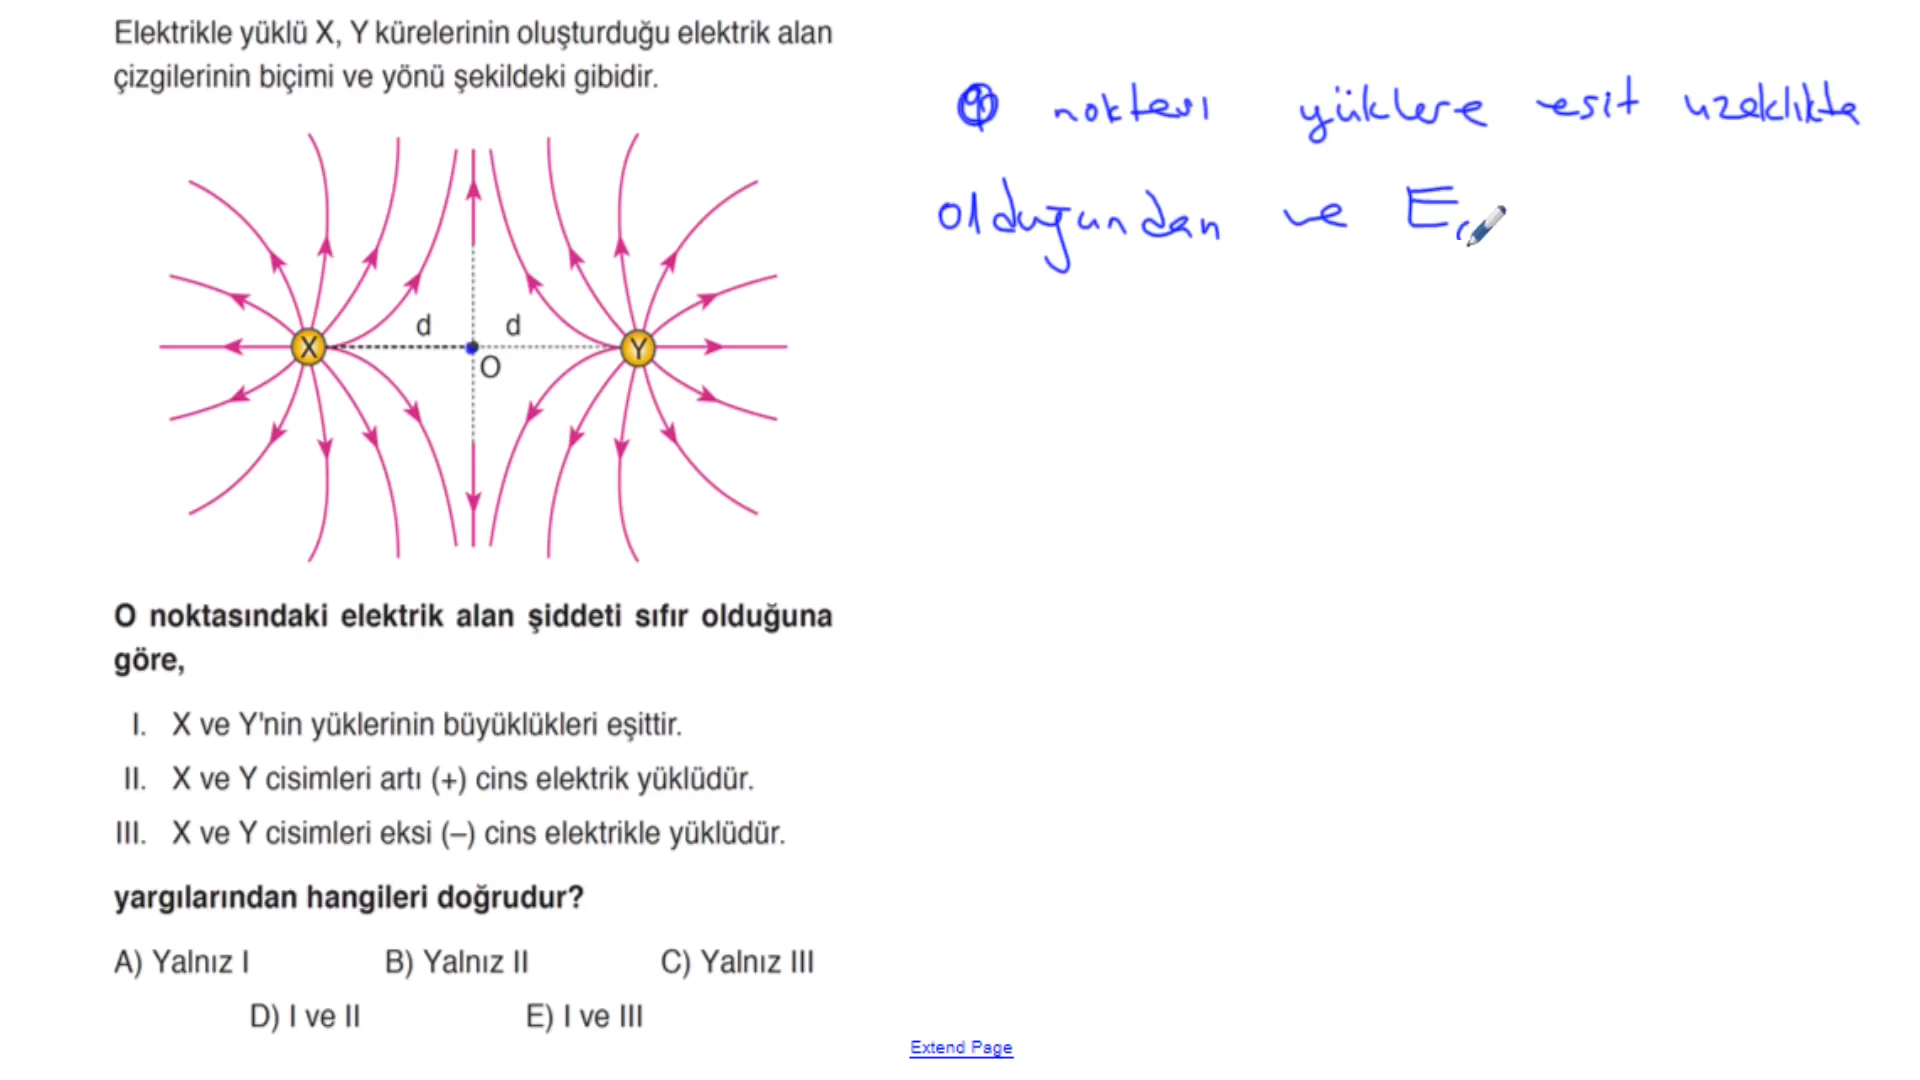 Elektrikle yüklü X, Y kürelerinin oluşturduğu elektrik alan
çizgilerinin biçimi ve yönü şekildeki gibidir.
X
d
d
O
Y
O noktasındaki elektrik alan şiddeti sıfır olduğuna
göre,
I. X ve Y'nin yüklerinin büyüklükleri eşittir.
II. X ve Y cisimleri artı (+) cins elektrik yüklüdür.
III. X ve Y cisimleri eksi (–) cins elektrikle yüklüdür.
yargılarından hangileri doğrudur?
A) Yalnız I B) Yalnız II C) Yalnız III
D) I ve II E) I ve III
noktası yüklere eşit uzaklıkta
olduğundan ve E
Extend Page